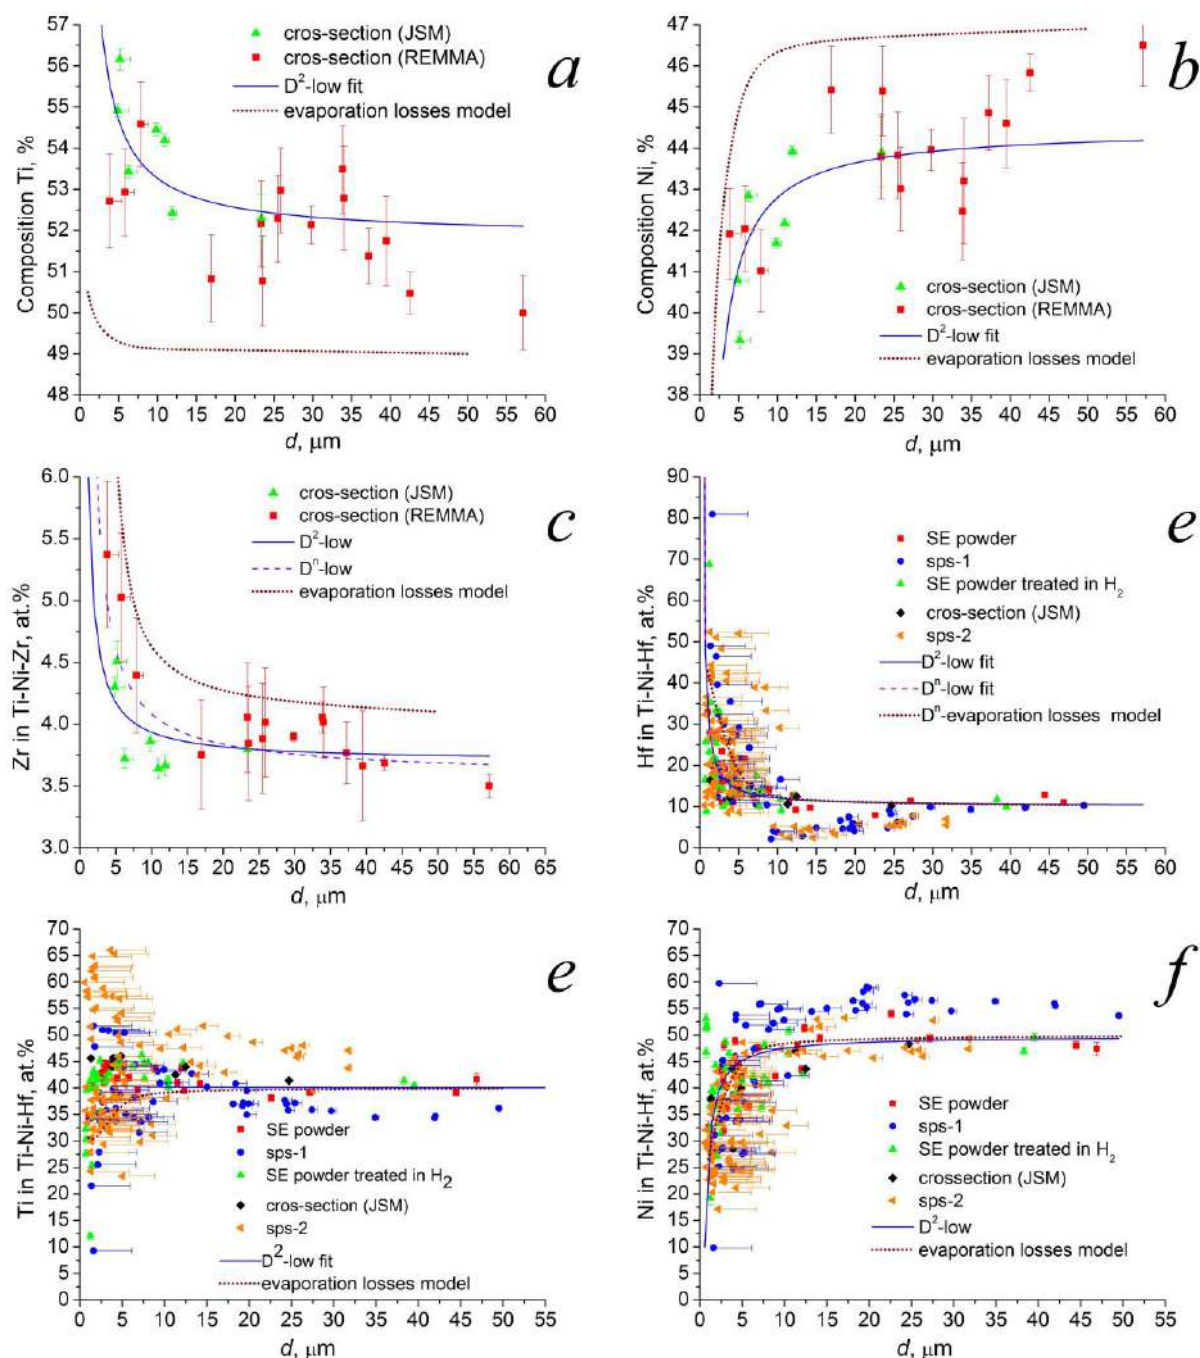 a
57
56
55
54
53
52
51
50
49
48
Composition Ti, %
cros-section (JSM)
cros-section (REMMA)
D²-low fit
evaporation losses model
0 5 10 15 20 25 30 35 40 45 50 55 60
d, µm
b
47
46
45
44
43
42
41
40
39
38
Composition Ni, %
cros-section (JSM)
cros-section (REMMA)
D²-low fit
evaporation losses model
0 5 10 15 20 25 30 35 40 45 50 55 60
d, µm
c
6.0
5.5
5.0
4.5
4.0
3.5
3.0
Zr in Ti-Ni-Zr, at.%
cros-section (JSM)
cros-section (REMMA)
D²-low
Dⁿ-low
evaporation losses model
0 5 10 15 20 25 30 35 40 45 50 55 60 65
d, µm
e
90
80
70
60
50
40
30
20
10
0
Hf in Ti-Ni-Hf, at.%
SE powder
sps-1
SE powder treated in H₂
cros-section (JSM)
sps-2
D²-low fit
Dⁿ-low fit
Dⁿ-evaporation losses model
0 5 10 15 20 25 30 35 40 45 50 55 60
d, µm
e
70
65
60
55
50
45
40
35
30
25
20
15
10
5
0
Ti in Ti-Ni-Hf, at.%
SE powder
sps-1
SE powder treated in H₂
cros-section (JSM)
sps-2
D²-low fit
evaporation losses model
0 5 10 15 20 25 30 35 40 45 50 55
d, µm
f
70
65
60
55
50
45
40
35
30
25
20
15
10
5
0
Ni in Ti-Ni-Hf, at.%
SE powder
sps-1
SE powder treated in H₂
crossection (JSM)
sps-2
D²-low
evaporation losses model
0 5 10 15 20 25 30 35 40 45 50 55
d, µm